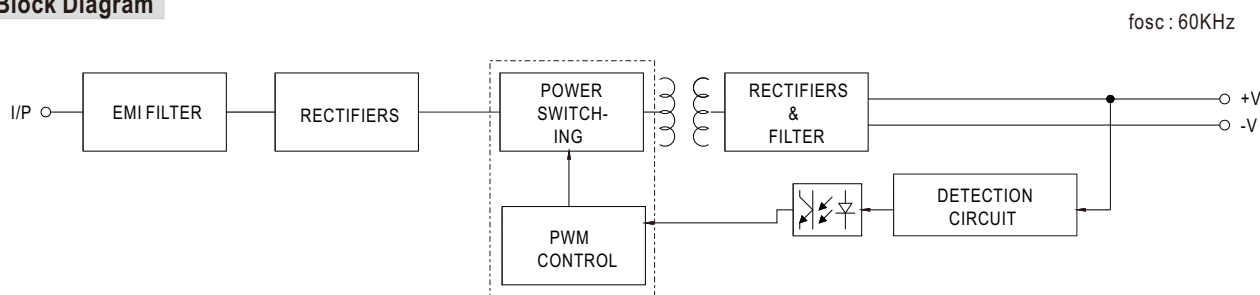 Block Diagram
fosc : 60KHz
I/P
EMI FILTER
RECTIFIERS
POWER
SWITCH-
ING
RECTIFIERS
&
FILTER
+V
-V
DETECTION
CIRCUIT
PWM
CONTROL